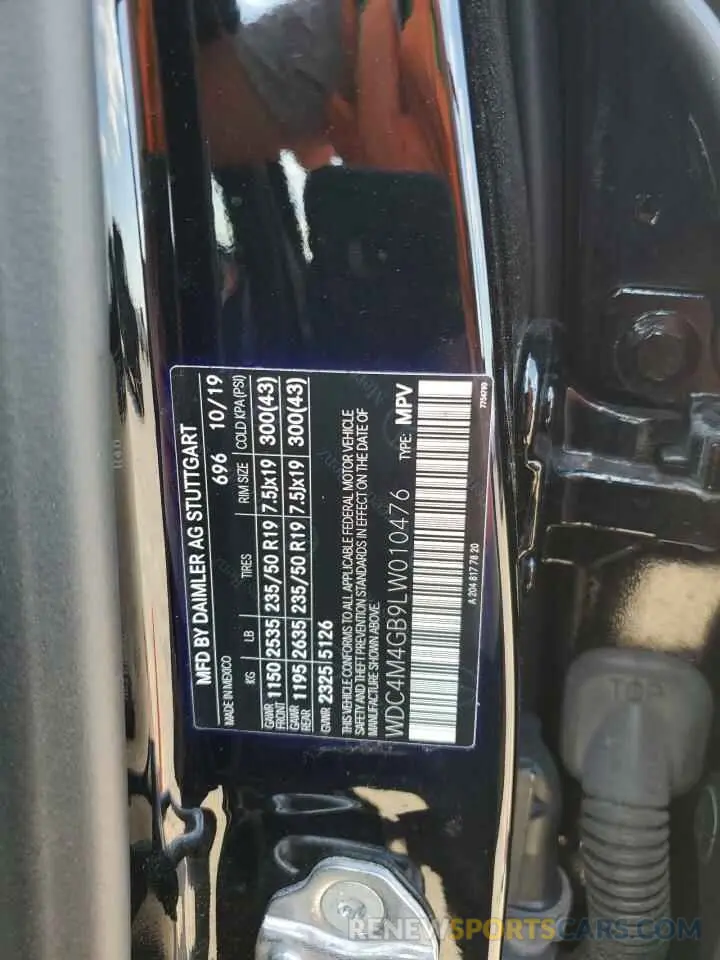 MFD BY DAIMLER AG STUTTGART
MADE IN MEXICO 696 10/19
KG LB TIRES RIM SIZE COLD KPA(PSI)
GAWR FRONT 1150 2535 235/50 R19 7.5Jx19 300(43)
GAWR REAR 1195 2635 235/50 R19 7.5Jx19 300(43)
GVWR 2325 5126
THIS VEHICLE CONFORMS TO ALL APPLICABLE FEDERAL MOTOR VEHICLE
SAFETY AND THEFT PREVENTION STANDARDS IN EFFECT ON THE DATE OF
MANUFACTURE SHOWN ABOVE.
WDC4M4GB9LW010476 TYPE: MPV
A 204 817 78 20
TOP
RENEWSPORTSCARS.COM